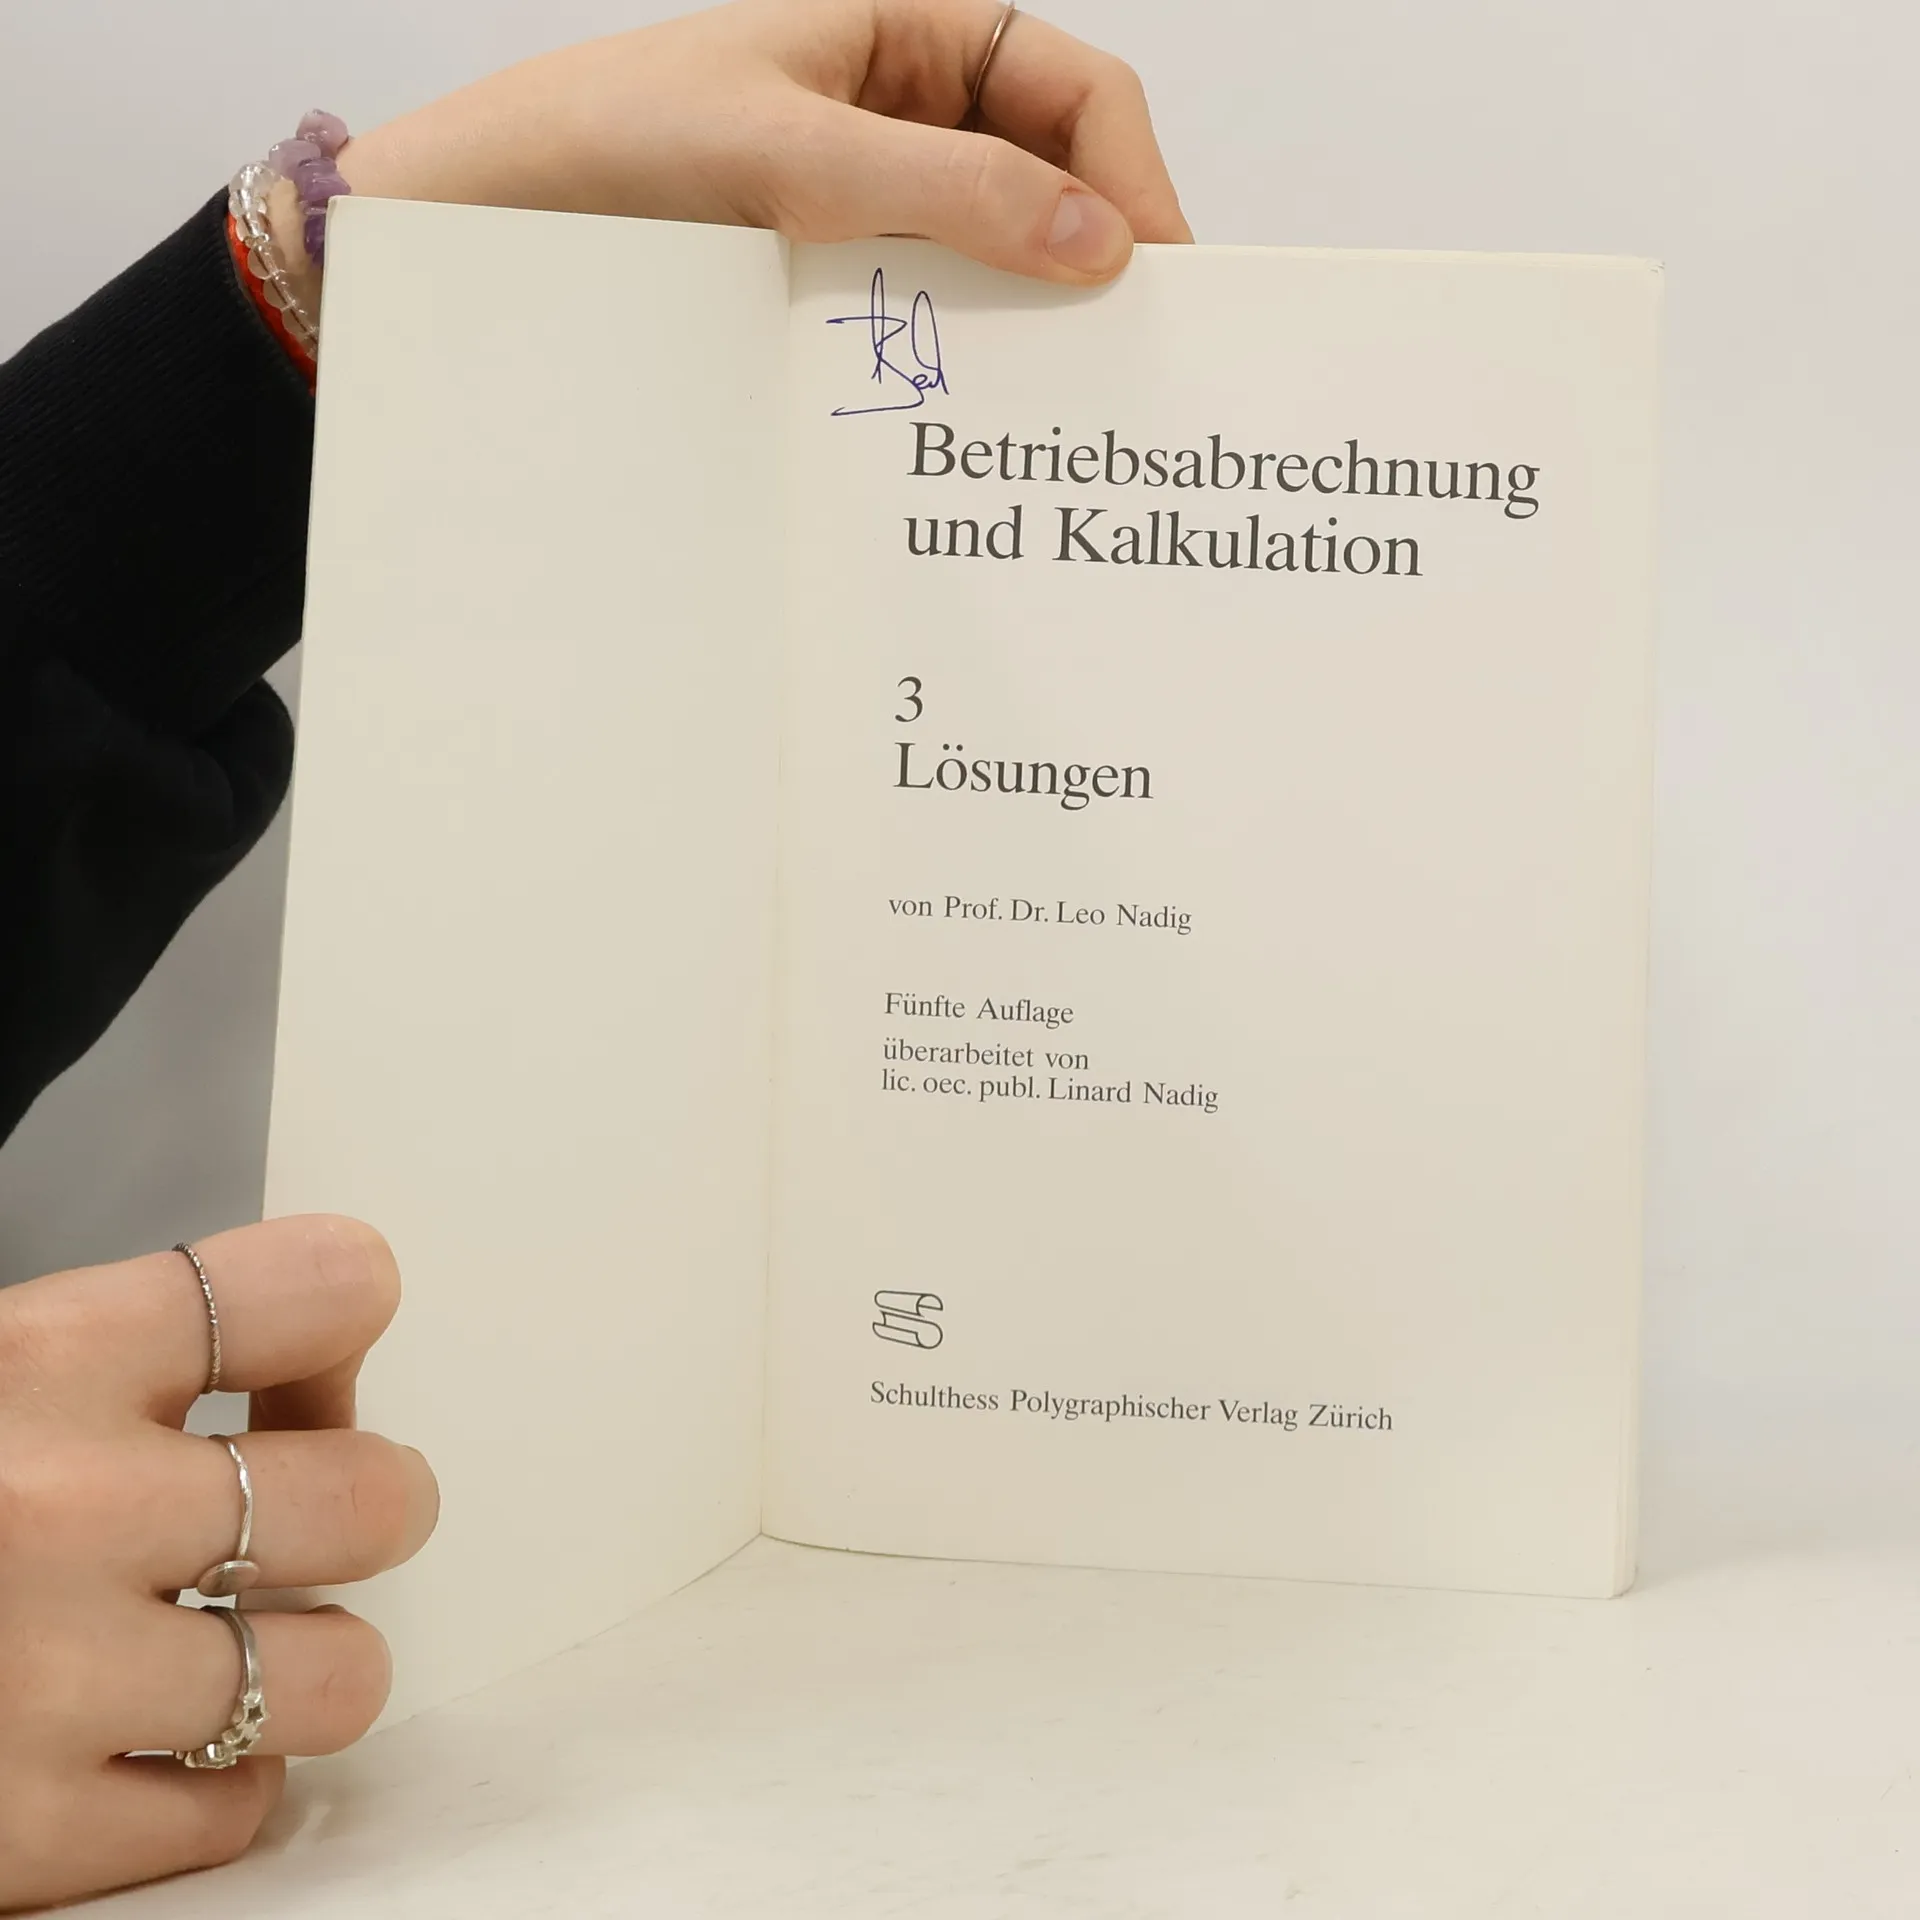 Betriebsabrechnung
und Kalkulation
3
Lösungen
von Prof. Dr. Leo Nadig
Fünfte Auflage
überarbeitet von
lic. oec. publ. Linard Nadig
Schulthess Polygraphischer Verlag Zürich